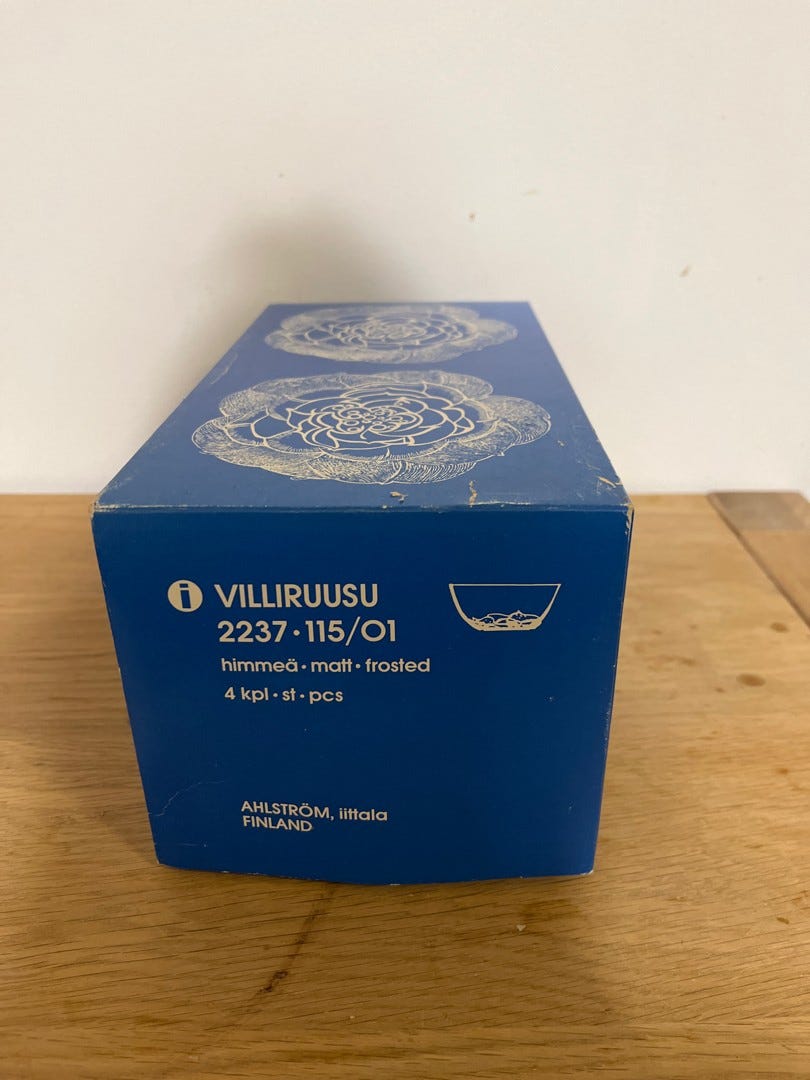 i VILLIRUUSU
2237·115/01
himmeä·matt·frosted
4 kpl·st·pcs
AHLSTRÖM, iittala
FINLAND